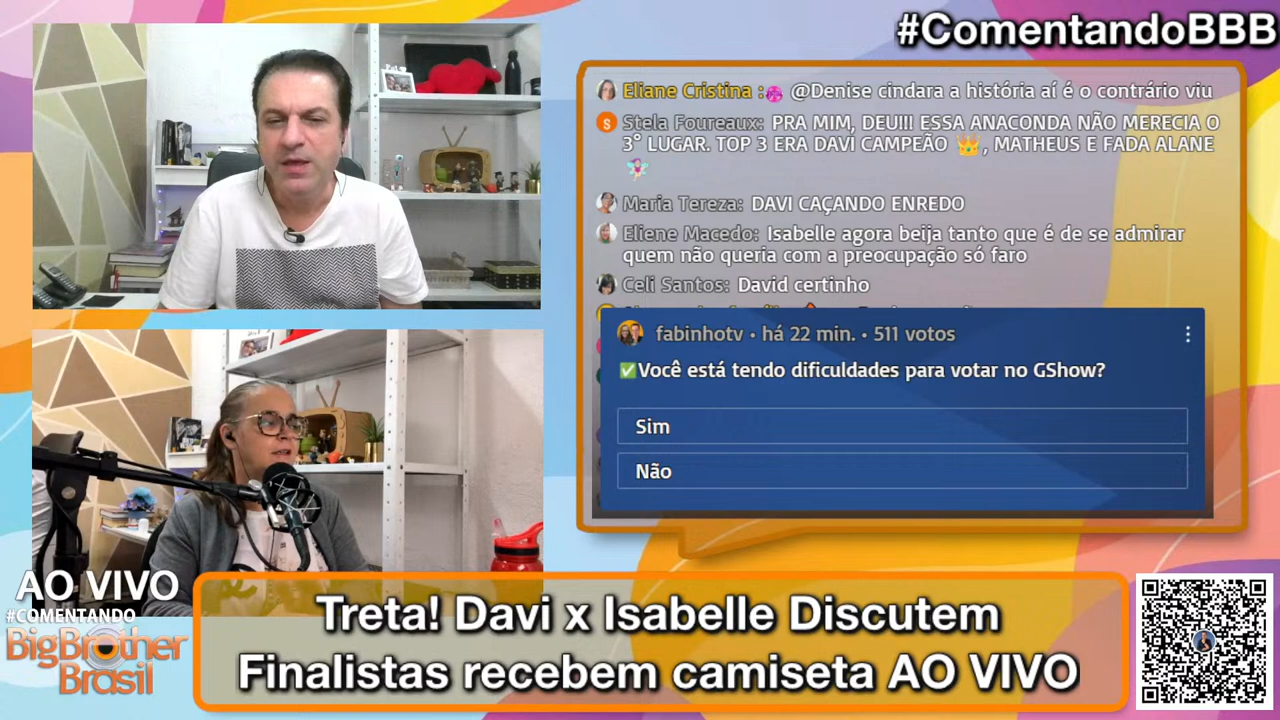 #ComentandoBBB
Eliane Cristina : @Denise cindara a história aí é o contrário viu
S Stela Foureaux: PRA MIM, DEU!!! ESSA ANACONDA NÃO MERECIA O
3° LUGAR. TOP 3 ERA DAVI CAMPEÃO 👑, MATHEUS E FADA ALANE
🧚
Maria Tereza: DAVI CAÇANDO ENREDO
Eliene Macedo: Isabelle agora beija tanto que é de se admirar
quem não queria com a preocupação só faro
Celi Santos: David certinho
fabinhotv • há 22 min. • 511 votos
✅Você está tendo dificuldades para votar no GShow?
Sim
Não
AO VIVO
#COMENTANDO
BigBrother
Brasil
Treta! Davi x Isabelle Discutem
Finalistas recebem camiseta AO VIVO